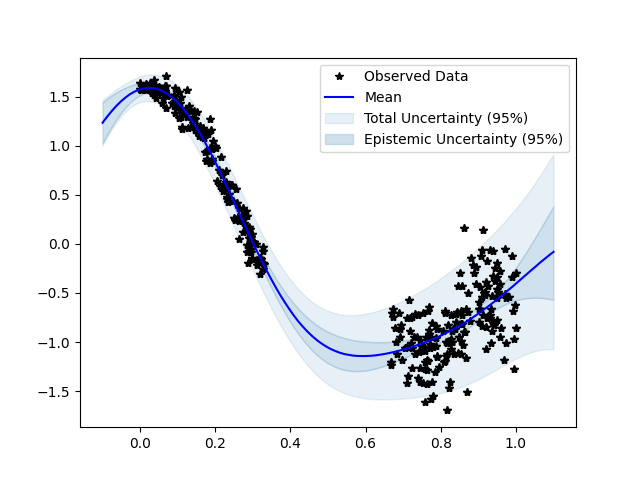 Observed Data
Mean
Total Uncertainty (95%)
Epistemic Uncertainty (95%)
1.5
1.0
0.5
0.0
−0.5
−1.0
−1.5
0.0 0.2 0.4 0.6 0.8 1.0